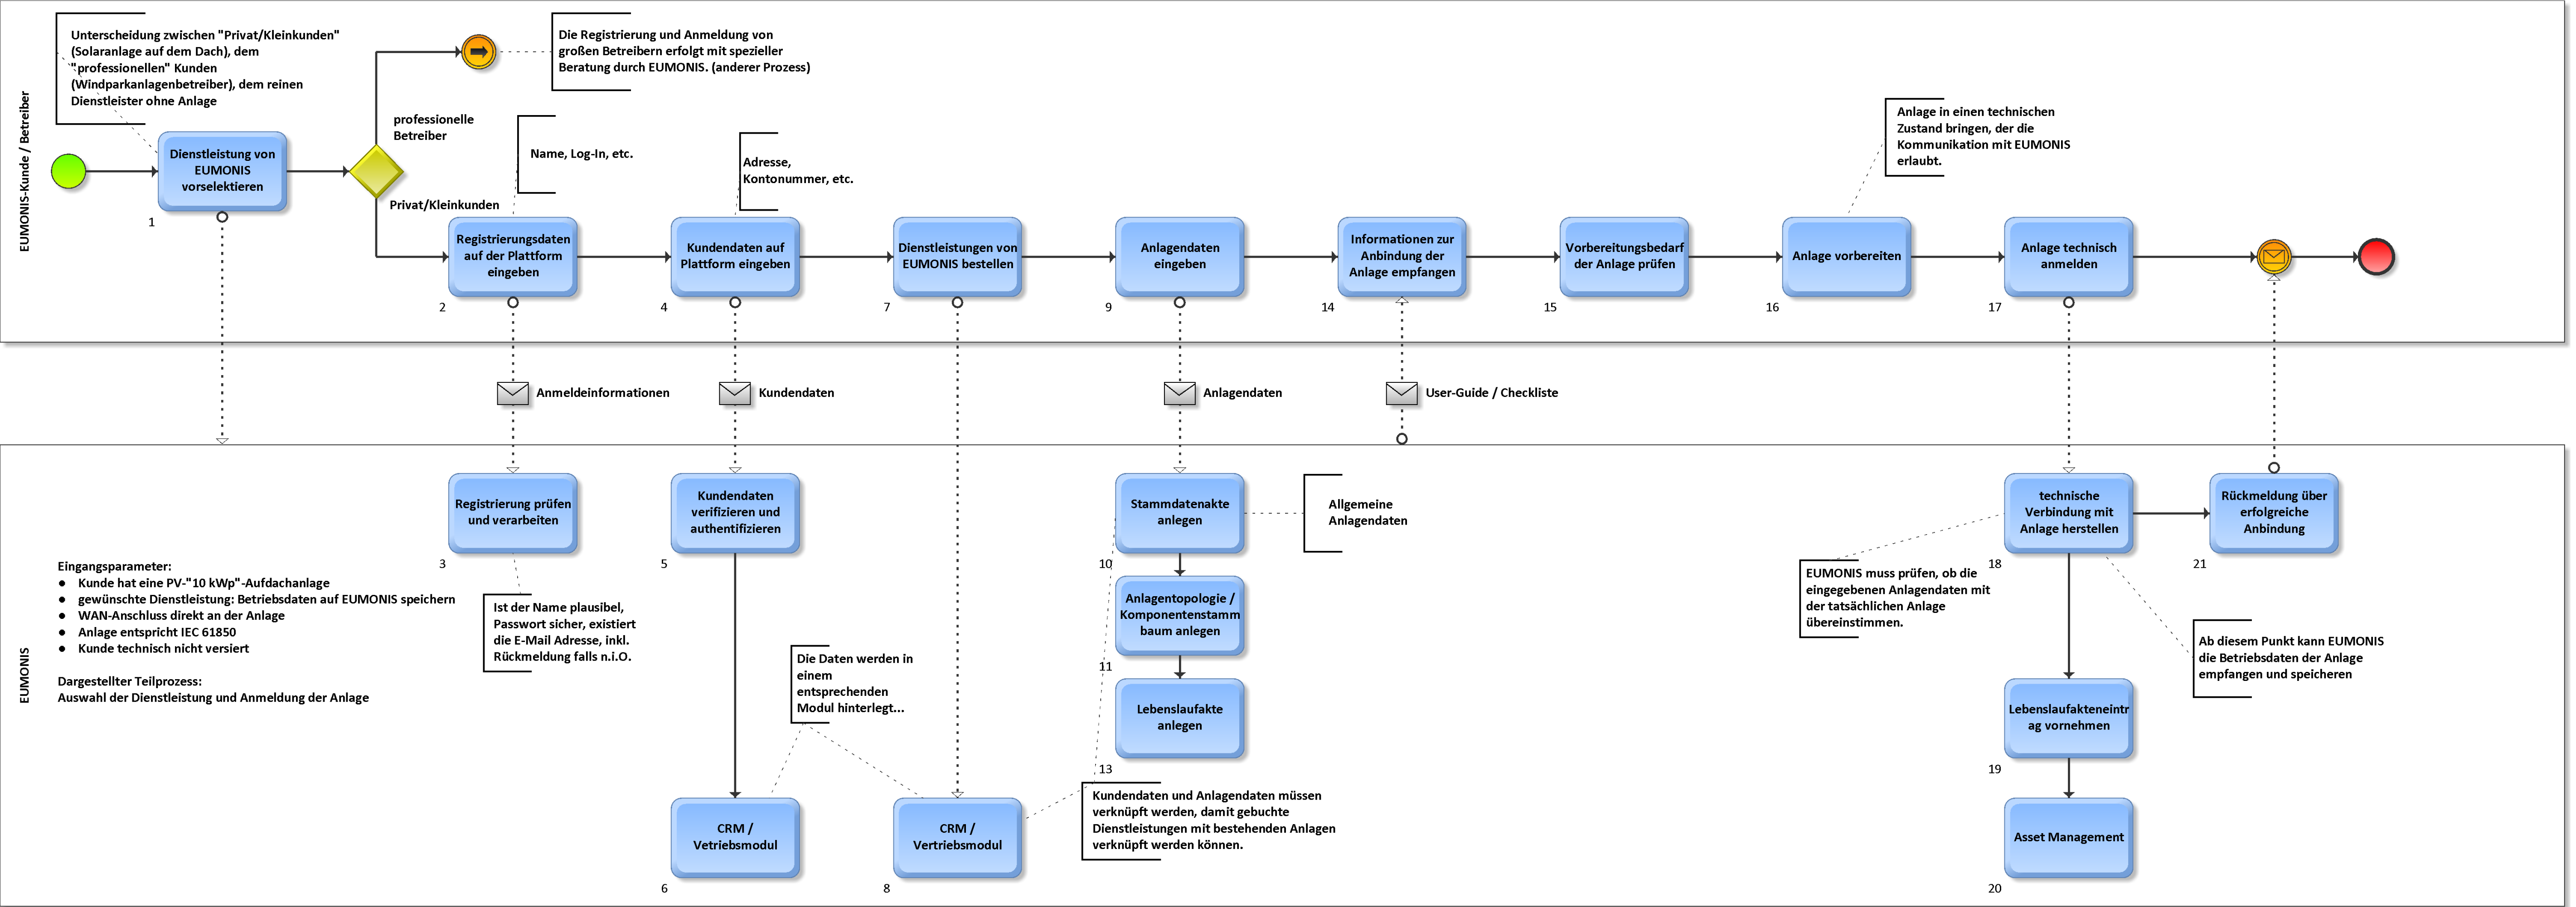 EUMONIS-Kunde / Betreiber
Unterscheidung zwischen "Privat/Kleinkunden"
(Solaranlage auf dem Dach), dem
"professionellen" Kunden
(Windparkanlagenbetreiber), dem reinen
Dienstleister ohne Anlage
Die Registrierung und Anmeldung von
großen Betreibern erfolgt mit spezieller
Beratung durch EUMONIS. (anderer Prozess)
professionelle
Betreiber
Privat/Kleinkunden
Name, Log-In, etc.
Adresse,
Kontonummer, etc.
Anlage in einen technischen
Zustand bringen, der die
Kommunikation mit EUMONIS
erlaubt.
Dienstleistung von
EUMONIS
vorselektieren
1
Registrierungsdaten
auf der Plattform
eingeben
2
Kundendaten auf
Plattform eingeben
4
Dienstleistungen von
EUMONIS bestellen
7
Anlagendaten
eingeben
9
Informationen zur
Anbindung der
Anlage empfangen
14
Vorbereitungsbedarf
der Anlage prüfen
15
Anlage vorbereiten
16
Anlage technisch
anmelden
17
Anmeldeinformationen
Kundendaten
Anlagendaten
User-Guide / Checkliste
EUMONIS
Eingangsparameter:
● Kunde hat eine PV-"10 kWp"-Aufdachanlage
● gewünschte Dienstleistung: Betriebsdaten auf EUMONIS speichern
● WAN-Anschluss direkt an der Anlage
● Anlage entspricht IEC 61850
● Kunde technisch nicht versiert
Dargestellter Teilprozess:
Auswahl der Dienstleistung und Anmeldung der Anlage
Registrierung prüfen
und verarbeiten
3
Ist der Name plausibel,
Passwort sicher, existiert
die E-Mail Adresse, inkl.
Rückmeldung falls n.i.O.
Kundendaten
verifizieren und
authentifizieren
5
Die Daten werden in
einem
entsprechenden
Modul hinterlegt...
CRM /
Vetriebsmodul
6
CRM /
Vertriebsmodul
8
Stammdatenakte
anlegen
10
Allgemeine
Anlagendaten
Anlagentopologie /
Komponentenstamm
baum anlegen
11
Lebenslaufakte
anlegen
13
Kundendaten und Anlagendaten müssen
verknüpft werden, damit gebuchte
Dienstleistungen mit bestehenden Anlagen
verknüpft werden können.
technische
Verbindung mit
Anlage herstellen
18
Rückmeldung über
erfolgreiche
Anbindung
21
EUMONIS muss prüfen, ob die
eingegebenen Anlagendaten mit
der tatsächlichen Anlage
übereinstimmen.
Ab diesem Punkt kann EUMONIS
die Betriebsdaten der Anlage
empfangen und speicheren
Lebenslaufakteneintr
ag vornehmen
19
Asset Management
20